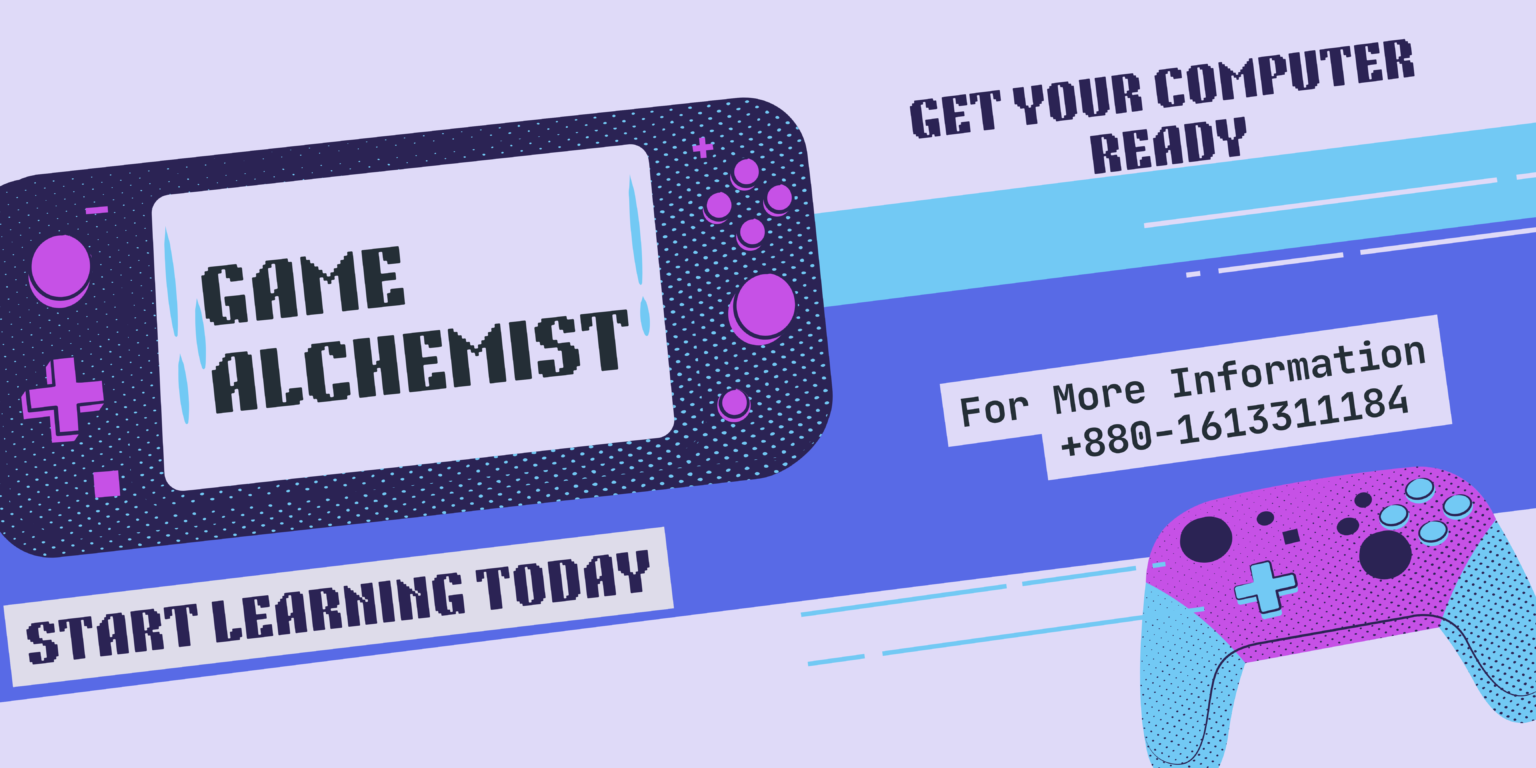 GET YOUR COMPUTER
READY
GAME
ALCHEMIST
For More Information
+880-1613311184
START LEARNING TODAY